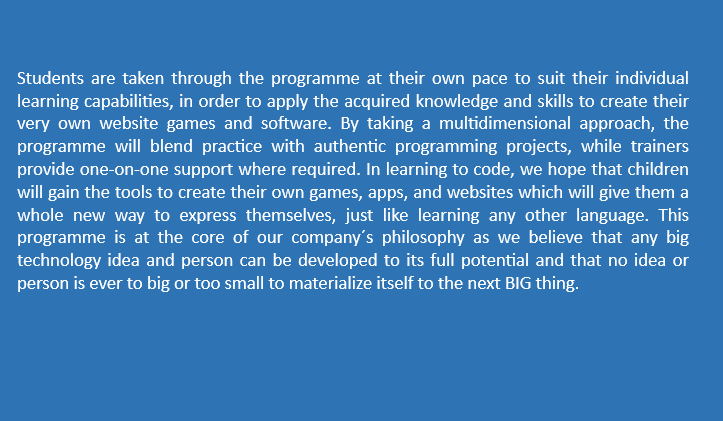 Students are taken through the programme at their own pace to suit their individual
learning capabilities, in order to apply the acquired knowledge and skills to create their
very own website games and software. By taking a multidimensional approach, the
programme will blend practice with authentic programming projects, while trainers
provide one-on-one support where required. In learning to code, we hope that children
will gain the tools to create their own games, apps, and websites which will give them a
whole new way to express themselves, just like learning any other language. This
programme is at the core of our company´s philosophy as we believe that any big
technology idea and person can be developed to its full potential and that no idea or
person is ever to big or too small to materialize itself to the next BIG thing.